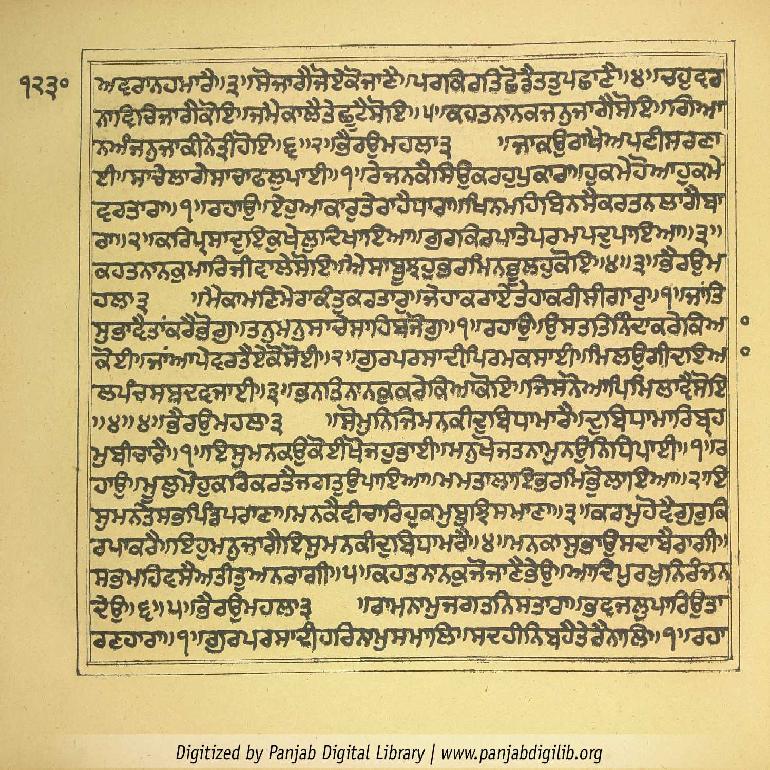 ੧੨੩੦
ਅਵਰਾਨਹਮਾਰੈ॥੩॥ਸੋਜਾਗੈਜੋਏਕੋਜਾਣੈ॥ਪਰਕਿਰਤਿਛੋਡੈਤਤੁਪਛਾਣੈ॥੪॥ਚਹੁਵਰ
ਨਾਵਿਚਿਜਾਗੈਕੋਇ॥ਜਮੈਕਾਲੈਤੇਛੂਟੈਸੋਇ॥੫॥ਕਹਤਨਾਨਕਜਨੁਜਾਗੈਸੋਇ॥ਗਿਆ
ਨਅੰਜਨੁਜਾਕੀਨੇਤ੍ਰੀਹੋਇ॥੬॥੨॥ਭੈਰਉਮਹਲਾ੩ ॥ਜਾਕਉਰਾਖੈਅਪਣੀਸਰਣਾ
ਈ॥ਸਾਚੇਲਾਗੇਸਾਚਾਫਲੁਪਾਈ॥੧॥ਰੇਜਨਕੈਸਿਉਕਰਹੁਪੁਕਾਰਾ॥ਹੁਕਮੇਹੋਆਹੁਕਮੇ
ਵਰਤਾਰਾ॥੧॥ਰਹਾਉ॥ਏਹੁਆਕਾਰੁਤੇਰਾਹੈਧਾਰਾ॥ਖਿਨਮਾਹਿਬਿਨਸੈਕਰਤਨਲਾਗੈਬਾ
ਰਾ॥੨॥ਕਰਿਪ੍ਰਸਾਦੁਇਕੁਖੇਲੁਦਿਖਾਇਆ॥ਗੁਰਕਿਰਪਾਤੇਪਰਮਪਦੁਪਾਇਆ॥੩॥
ਕਹਤਨਾਨਕੁਮਾਰਿਜੀਵਾਲੇਸੋਇ॥ਐਸਾਬੂਝਹੁਭਰਮਿਨਭੂਲਹੁਕੋਇ॥੪॥੩॥ਭੈਰਉਮ
ਹਲਾ੩ ॥ਮੈਕਾਮਣਿਮੇਰਾਕੰਤੁਕਰਤਾਰੁ॥ਜੇਹਾਕਰਾਏਤੇਹਾਕਰੀਸੀਗਾਰੁ॥੧॥ਜਾਂਤਿ
ਸੁਭਾਵੈਤਾਂਕਰੈਭੋਗੁ॥ਤਨੁਮਨੁਸਾਚੇਸਾਹਿਬਜੋਗੁ॥੧॥ਰਹਾਉ॥ਉਸਤਤਿਨਿੰਦਾਕਰੇਕਿਆ
ਕੋਈ॥ਜਾਂਆਪੇਵਰਤੈਏਕੋਸੋਈ॥੨॥ਗੁਰਪਰਸਾਦੀਪਿਰਮਕਸਾਈ॥ਮਿਲਉਗੀਦਇਆ
ਲਪੰਚਸਬਦਵਜਾਈ॥੩॥ਭਨਤਿਨਾਨਕੁਕਰੇਕਿਆਕੋਇ॥ਜਿਸਨੋਆਪਿਮਿਲਾਵੈਸੋਇ
॥੪॥੪॥ਭੈਰਉਮਹਲਾ੩ ॥ਸੋਮੁਨਿਜਿਮਨਕੀਦੁਬਿਧਾਮਾਰੈ॥ਦੁਬਿਧਾਮਾਰਿਬ੍ਰਹ
ਮੁਬੀਚਾਰੈ॥੧॥ਇਸੁਮਨਕਉਕੋਈਖੋਜਹੁਭਾਈ॥ਮਨੁਖੋਜਤਨਾਮੁਨਉਨਿਧਿਪਾਈ॥੧॥ਰ
ਹਾਉ॥ਮੂਲੁਮੋਹੁਕਰਿਕਰਤੈਜਗਤੁਉਪਾਇਆ॥ਮਮਤਾਲਾਇਭਰਮਿਭੋੁਲਾਇਆ॥੨॥ਇ
ਸੁਮਨਤੇਸਭਪਿੰਡਪਰਾਣਾ॥ਮਨਕੈਵੀਚਾਰਿਹੁਕਮੁਬੁਝਿਸਮਾਣਾ॥੩॥ਕਰਮੁਹੋਵੈਗੁਰੁਕਿ
ਰਪਾਕਰੈ॥ਇਹੁਮਨੁਜਾਗੈਇਸੁਮਨਕੀਦੁਬਿਧਾਮਰੈ॥੪॥ਮਨਕਾਸੁਭਾਉਸਦਾਬੈਰਾਗੀ॥
ਸਭਮਹਿਵਸੈਅਤੀਤੁਅਨਰਾਗੀ॥੫॥ਕਹਤਨਾਨਕੁਜੋਜਾਣੈਭੇਉ॥ਆਦਿਪੁਰਖੁਨਿਰੰਜਨ
ਦੇਉ॥੬॥੫॥ਭੈਰਉਮਹਲਾ੩ ॥ਰਾਮਨਾਮੁਜਗਤਨਿਸਤਾਰਾ॥ਭਵਜਲੁਪਾਰਿਉਤਾ
ਰਣਹਾਰਾ॥੧॥ਗੁਰਪਰਸਾਦੀਹਰਿਨਾਮੁਸਮਾਲਿ॥ਸਦਹੀਨਿਬਹੈਤੇਰੈਨਾਲਿ॥੧॥ਰਹਾ
Digitized by Panjab Digital Library | www.panjabdigilib.org